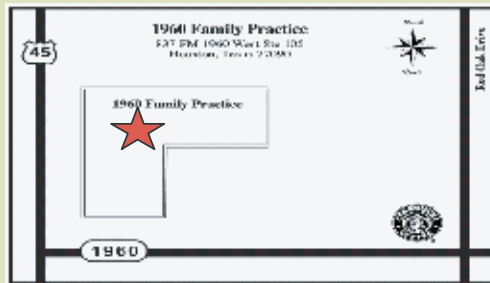 1960 Family Practice
837 FM 1960 West Ste 105
Houston, Texas 77090
45
Red Oak Drive
1960 Family Practice
1960